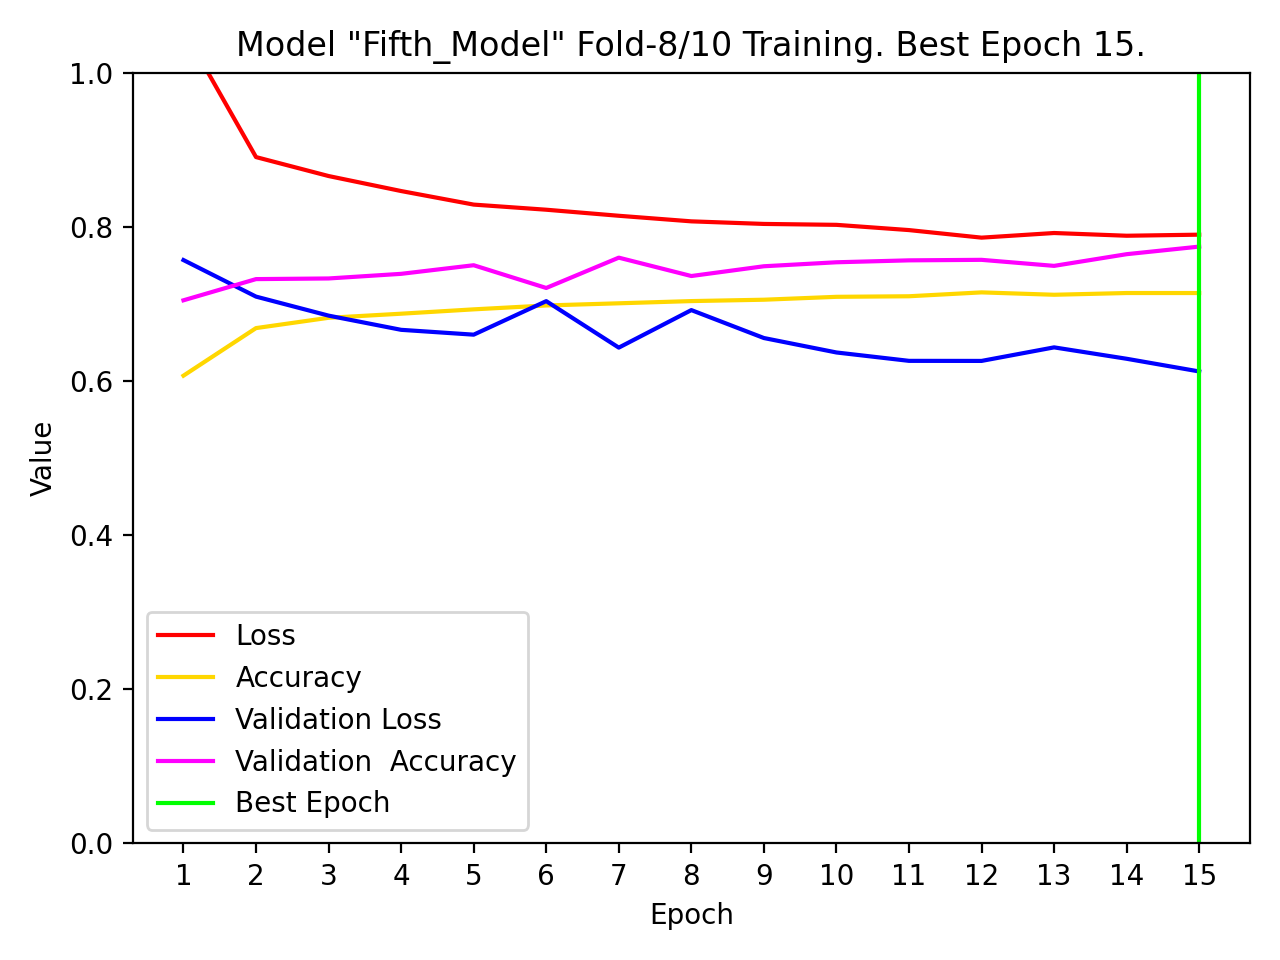 Model "Fifth_Model" Fold-8/10 Training. Best Epoch 15.
1.0
0.8
0.6
0.4
0.2
0.0
Value
Loss
Accuracy
Validation Loss
Validation  Accuracy
Best Epoch
1 2 3 4 5 6 7 8 9 10 11 12 13 14 15
Epoch